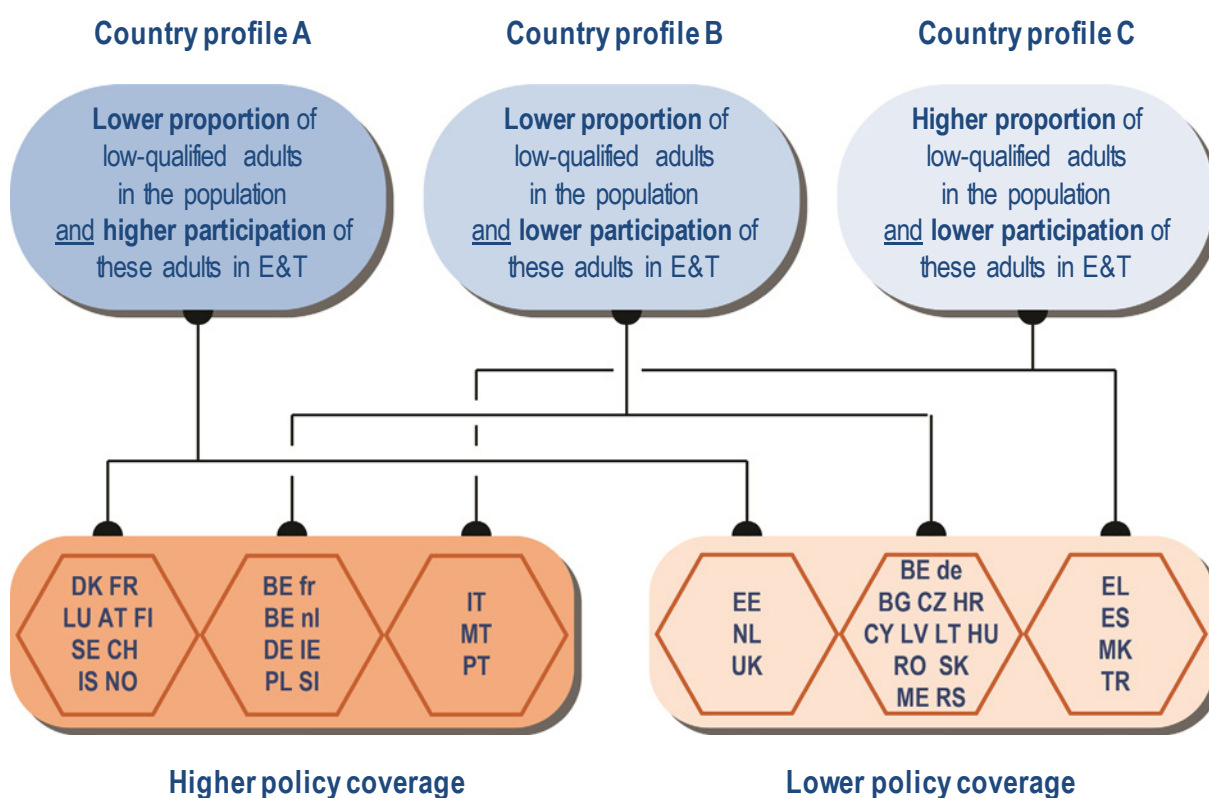 Country profile A
Country profile B
Country profile C
Lower proportion of
low-qualified adults
in the population
and higher participation of
these adults in E&T
Lower proportion of
low-qualified adults
in the population
and lower participation of
these adults in E&T
Higher proportion of
low-qualified adults
in the population
and lower participation of
these adults in E&T
DK FR
LU AT FI
SE CH
IS NO
BE fr
BE nl
DE IE
PL SI
IT
MT
PT
EE
NL
UK
BE de
BG CZ HR
CY LV LT HU
RO SK
ME RS
EL
ES
MK
TR
Higher policy coverage
Lower policy coverage